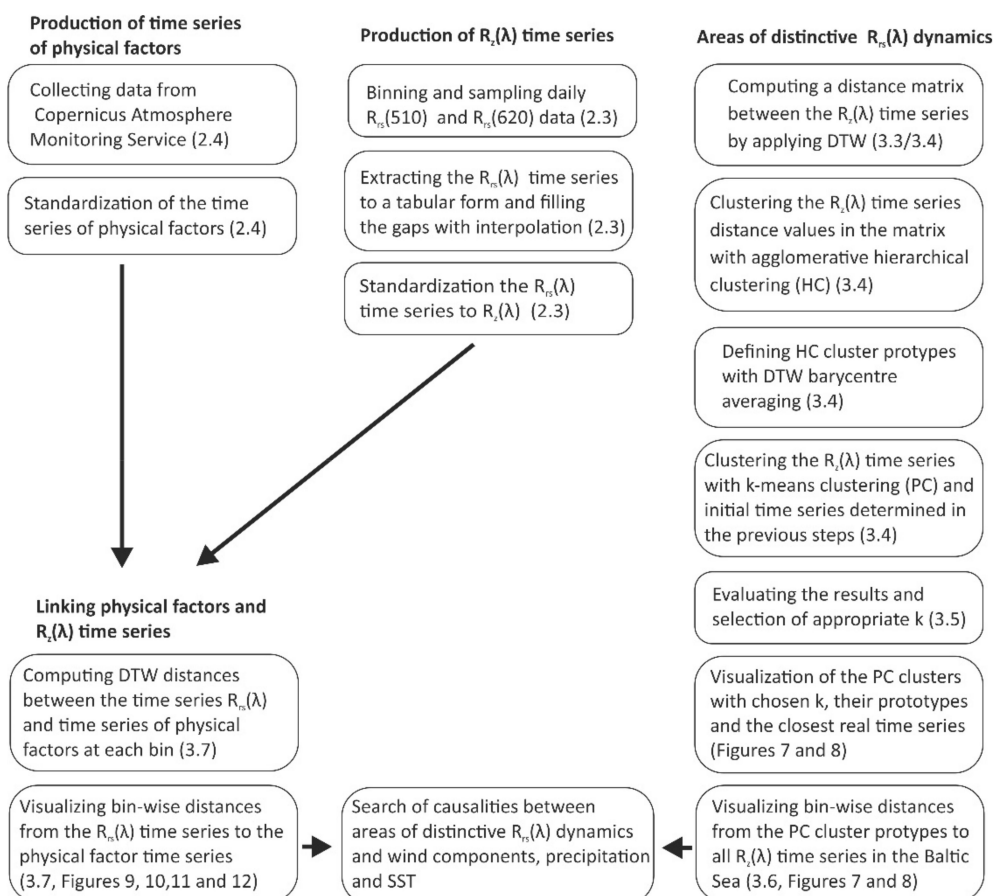 Production of time series
of physical factors
Collecting data from
Copernicus Atmosphere
Monitoring Service (2.4)
Standardization of the time
series of physical factors (2.4)
Production of Rz(λ) time series
Binning and sampling daily
Rrs(510) and Rrs(620) data (2.3)
Extracting the Rrs(λ) time series
to a tabular form and filling
the gaps with interpolation (2.3)
Standardization the Rrs(λ)
time series to Rz(λ) (2.3)
Areas of distinctive Rrs(λ) dynamics
Computing a distance matrix
between the Rz(λ) time series
by applying DTW (3.3/3.4)
Clustering the Rz(λ) time series
distance values in the matrix
with agglomerative hierarchical
clustering (HC) (3.4)
Defining HC cluster protypes
with DTW barycentre
averaging (3.4)
Clustering the Rz(λ) time series
with k-means clustering (PC) and
initial time series determined in
the previous steps (3.4)
Evaluating the results and
selection of appropriate k (3.5)
Visualization of the PC clusters
with chosen k, their prototypes
and the closest real time series
(Figures 7 and 8)
Visualizing bin-wise distances
from the PC cluster protypes to
all Rz(λ) time series in the Baltic
Sea (3.6, Figures 7 and 8)
Linking physical factors and
Rz(λ) time series
Computing DTW distances
between the time series Rrs(λ)
and time series of physical
factors at each bin (3.7)
Visualizing bin-wise distances
from the Rrs(λ) time series to the
physical factor time series
(3.7, Figures 9, 10,11 and 12)
Search of causalities between
areas of distinctive Rrs(λ) dynamics
and wind components, precipitation
and SST